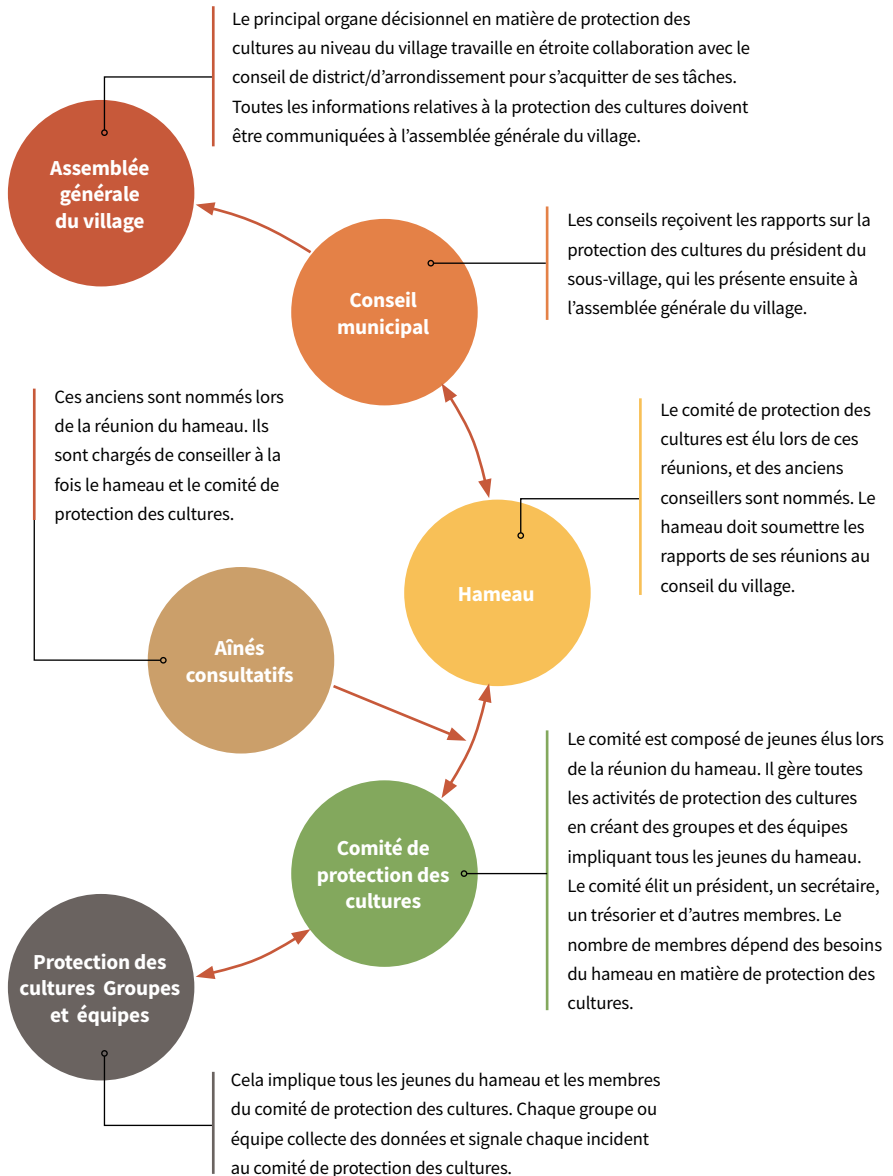 Le principal organe décisionnel en matière de protection des
cultures au niveau du village travaille en étroite collaboration avec le
conseil de district/d’arrondissement pour s’acquitter de ses tâches.
Toutes les informations relatives à la protection des cultures doivent
être communiquées à l’assemblée générale du village.
Assemblée
générale
du village
Les conseils reçoivent les rapports sur la
protection des cultures du président du
sous-village, qui les présente ensuite à
l’assemblée générale du village.
Conseil
municipal
Ces anciens sont nommés lors
de la réunion du hameau. Ils
sont chargés de conseiller à la
fois le hameau et le comité de
protection des cultures.
Le comité de protection des
cultures est élu lors de ces
réunions, et des anciens
conseillers sont nommés. Le
hameau doit soumettre les
rapports de ses réunions au
conseil du village.
Hameau
Aînés
consultatifs
Le comité est composé de jeunes élus lors
de la réunion du hameau. Il gère toutes
les activités de protection des cultures
en créant des groupes et des équipes
impliquant tous les jeunes du hameau.
Le comité élit un président, un secrétaire,
un trésorier et d’autres membres. Le
nombre de membres dépend des besoins
du hameau en matière de protection des
cultures.
Comité de
protection des
cultures
Protection des
cultures Groupes
et équipes
Cela implique tous les jeunes du hameau et les membres
du comité de protection des cultures. Chaque groupe ou
équipe collecte des données et signale chaque incident
au comité de protection des cultures.